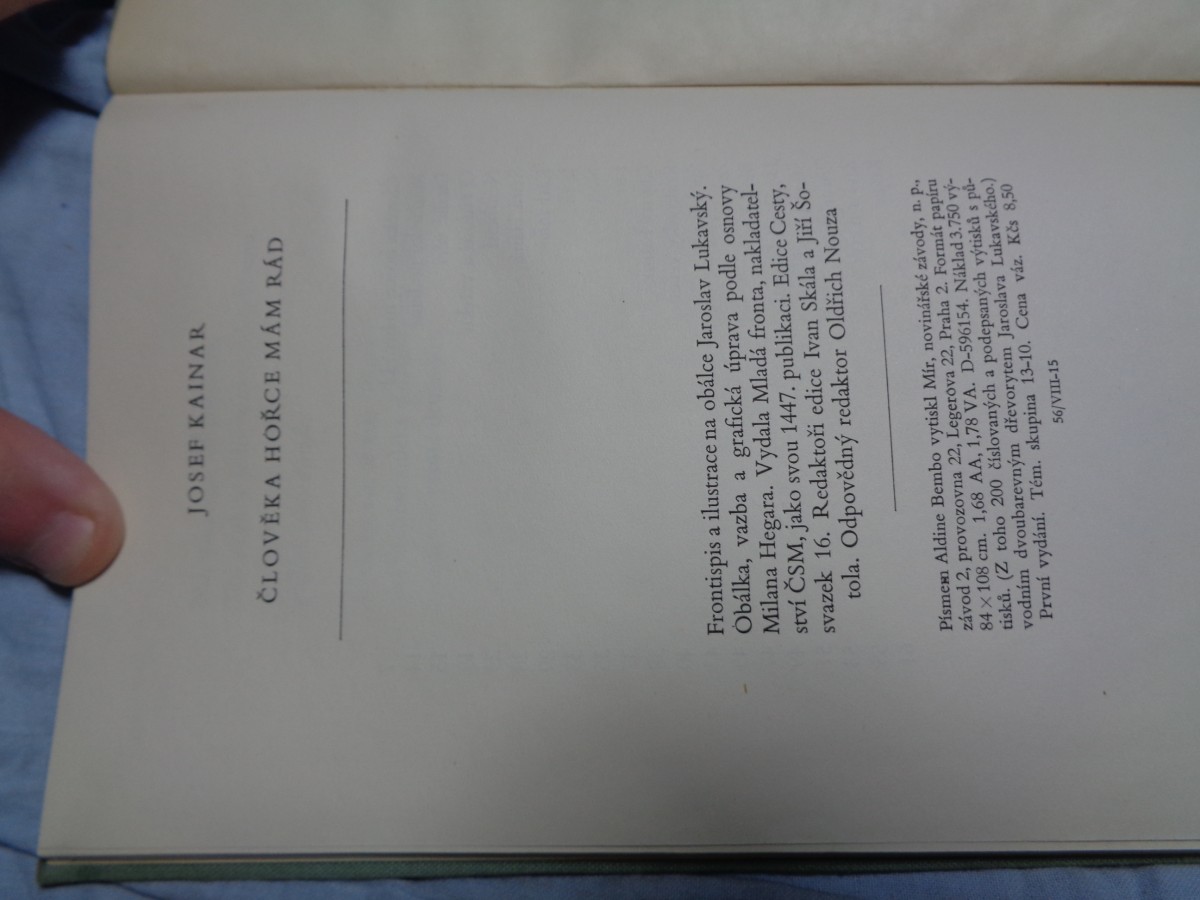 JOSEF KAINAR
ČLOVĚKA HOŘCE MÁM RÁD
Frontispis a ilustrace na obálce Jaroslav Lukavský.
Obálka, vazba a grafická úprava podle osnovy
Milana Hegara. Vydala Mladá fronta, nakladatel-
ství ČSM, jako svou 1447. publikaci. Edice Cesty,
svazek 16. Redaktoři edice Ivan Skála a Jiří Šo-
tola. Odpovědný redaktor Oldřich Nouza
Písmem Aldine Bembo vytiskl Mír, novinářské závody, n. p.,
závod 2, provozovna 22, Legerova 22, Praha 2. Formát papíru
84 × 108 cm. 1,68 AA, 1,78 VA. D-596154. Náklad 3.750 vý-
tisků. (Z toho 200 číslovaných a podepsaných výtisků s pů-
vodním dvoubarevným dřevorytem Jaroslava Lukavského.)
První vydání. Tém. skupina 13-10. Cena váz. Kčs 8,50
56/VIII-15